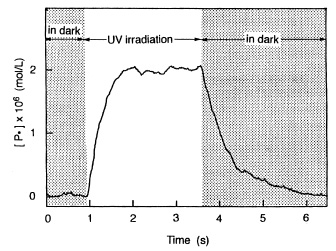 in dark UV irradiation in dark
[P•] x 10⁶ (mol/L)
2
1
0
0 1 2 3 4 5 6
Time (s)